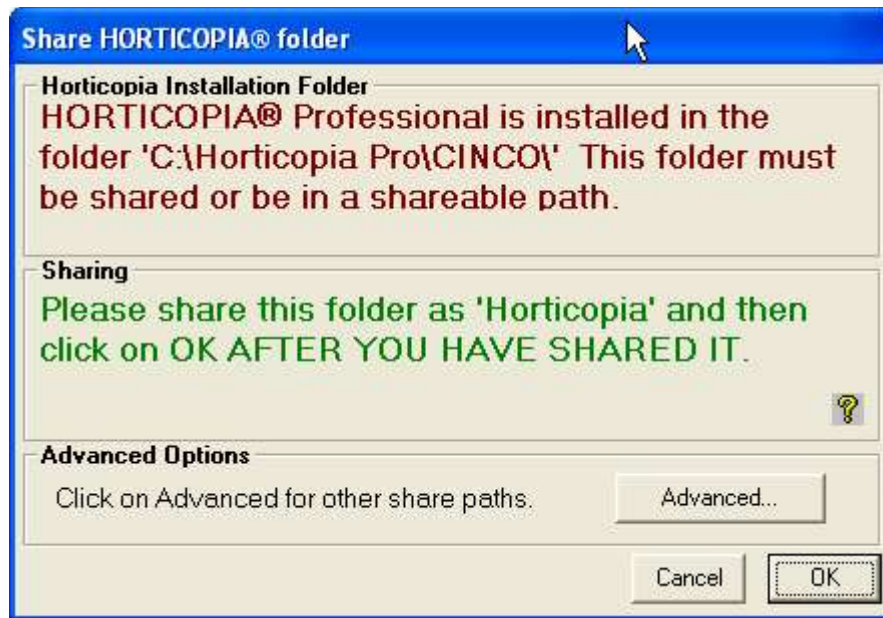 Share HORTICOPIA® folder
Horticopia Installation Folder
HORTICOPIA® Professional is installed in the
folder 'C:\Horticopia Pro\CINCO\' This folder must
be shared or be in a shareable path.
Sharing
Please share this folder as 'Horticopia' and then
click on OK AFTER YOU HAVE SHARED IT.
?
Advanced Options
Click on Advanced for other share paths.
Advanced...
Cancel
OK